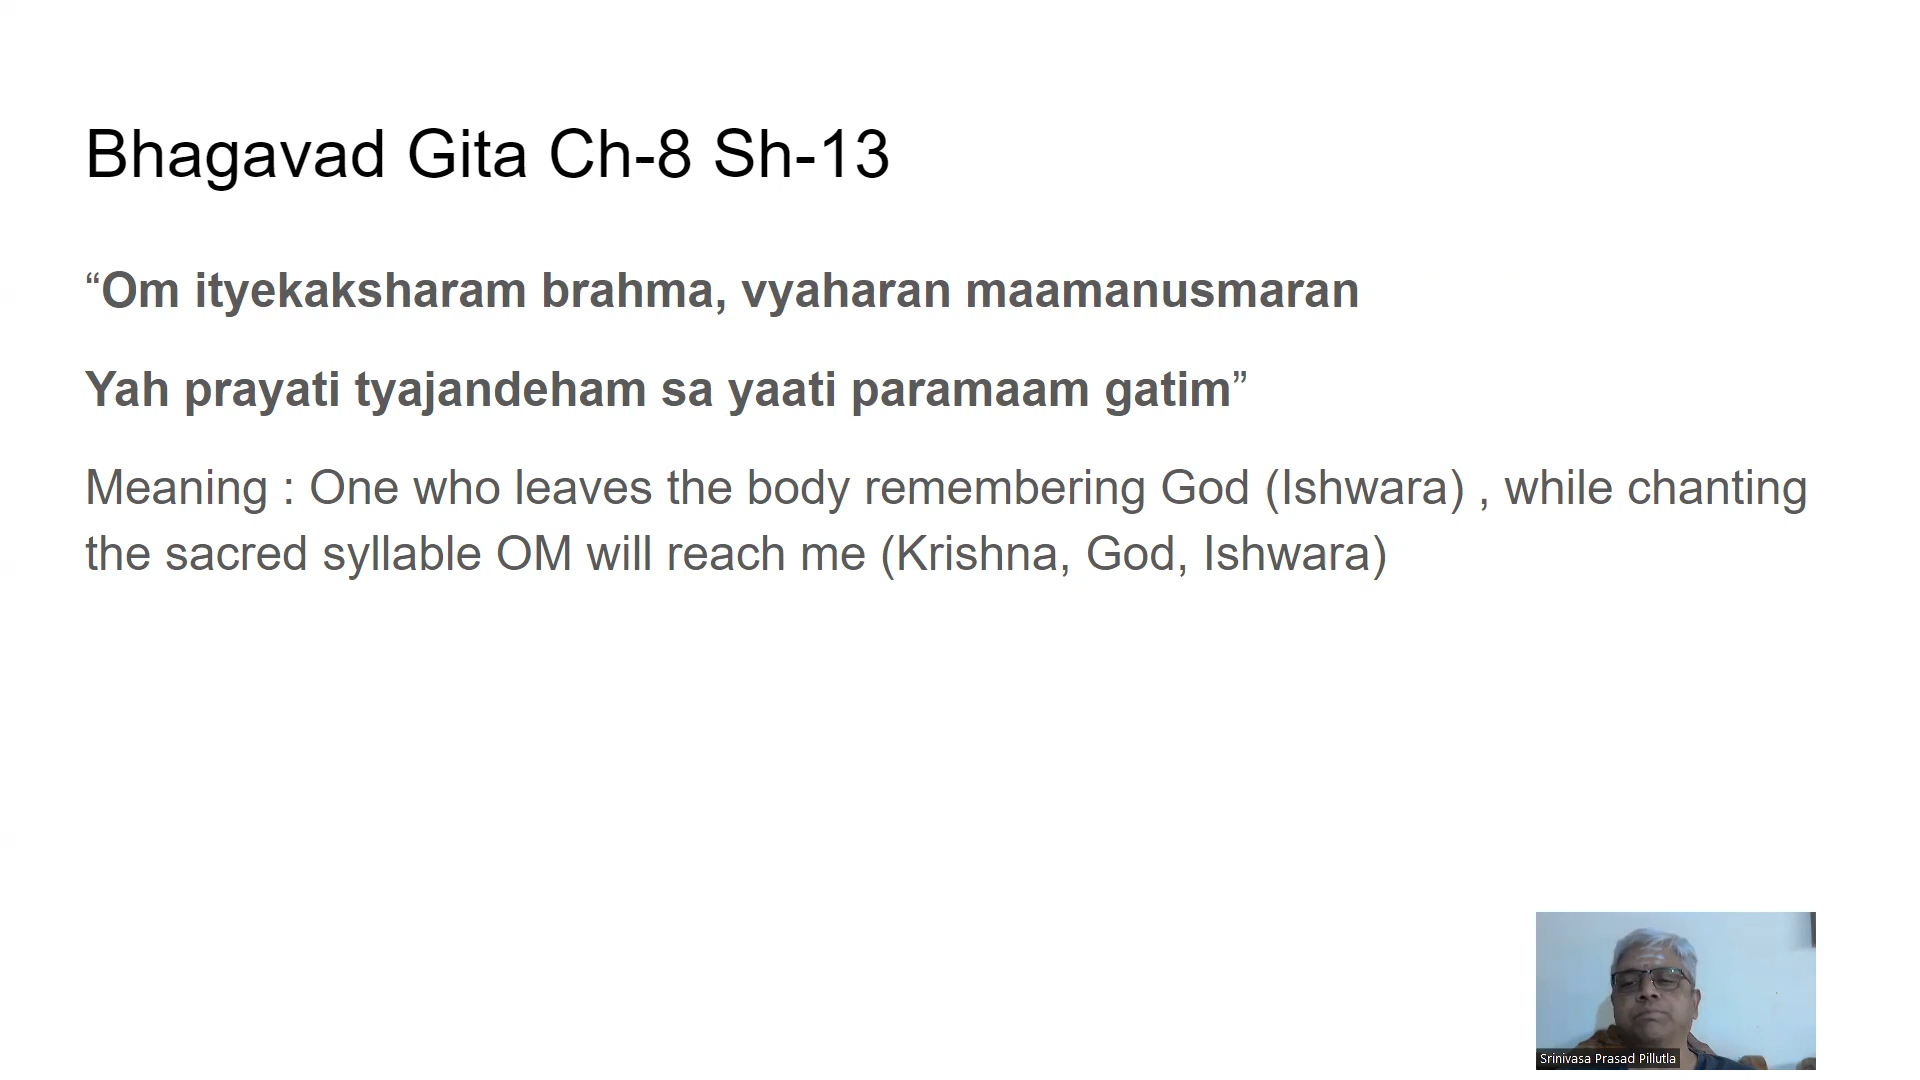 Bhagavad Gita Ch-8 Sh-13
“Om ityekaksharam brahma, vyaharan maamanusmaran
Yah prayati tyajandeham sa yaati paramaam gatim”
Meaning : One who leaves the body remembering God (Ishwara) , while chanting
the sacred syllable OM will reach me (Krishna, God, Ishwara)
Srinivasa Prasad Pillutla